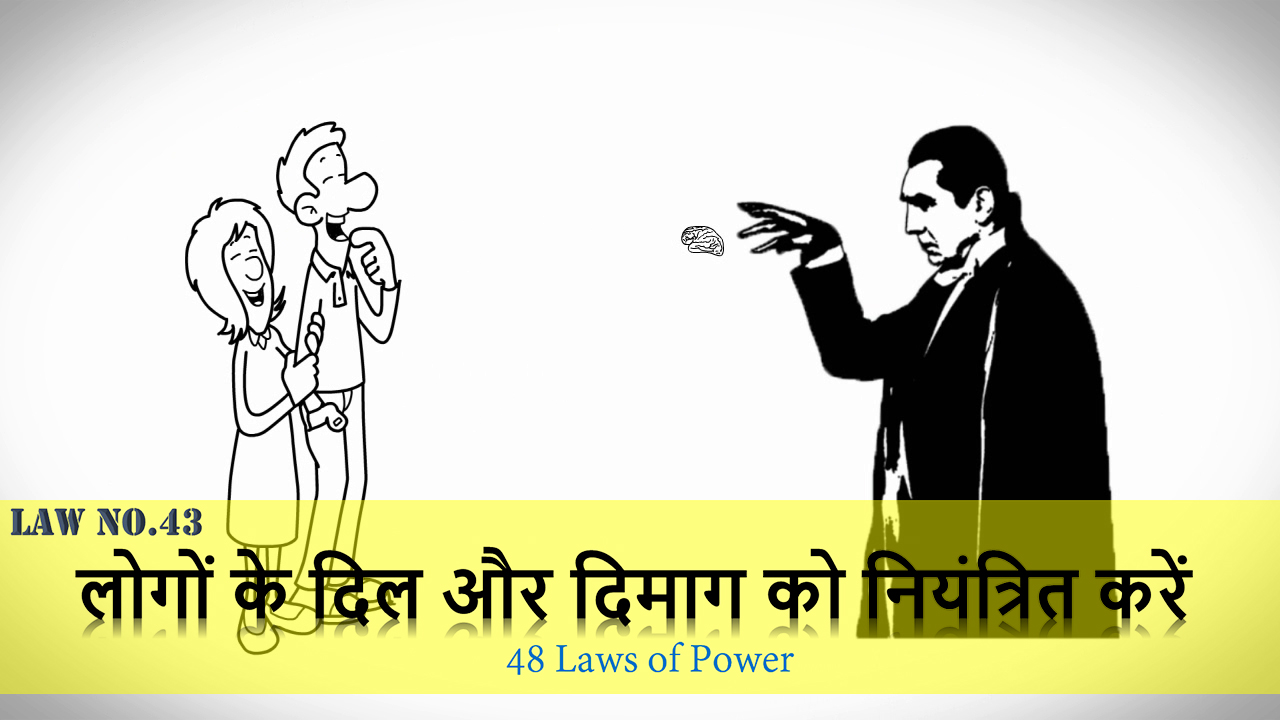 LAW NO.43
लोगों के दिल और दिमाग को नियंत्रित करें
48 Laws of Power